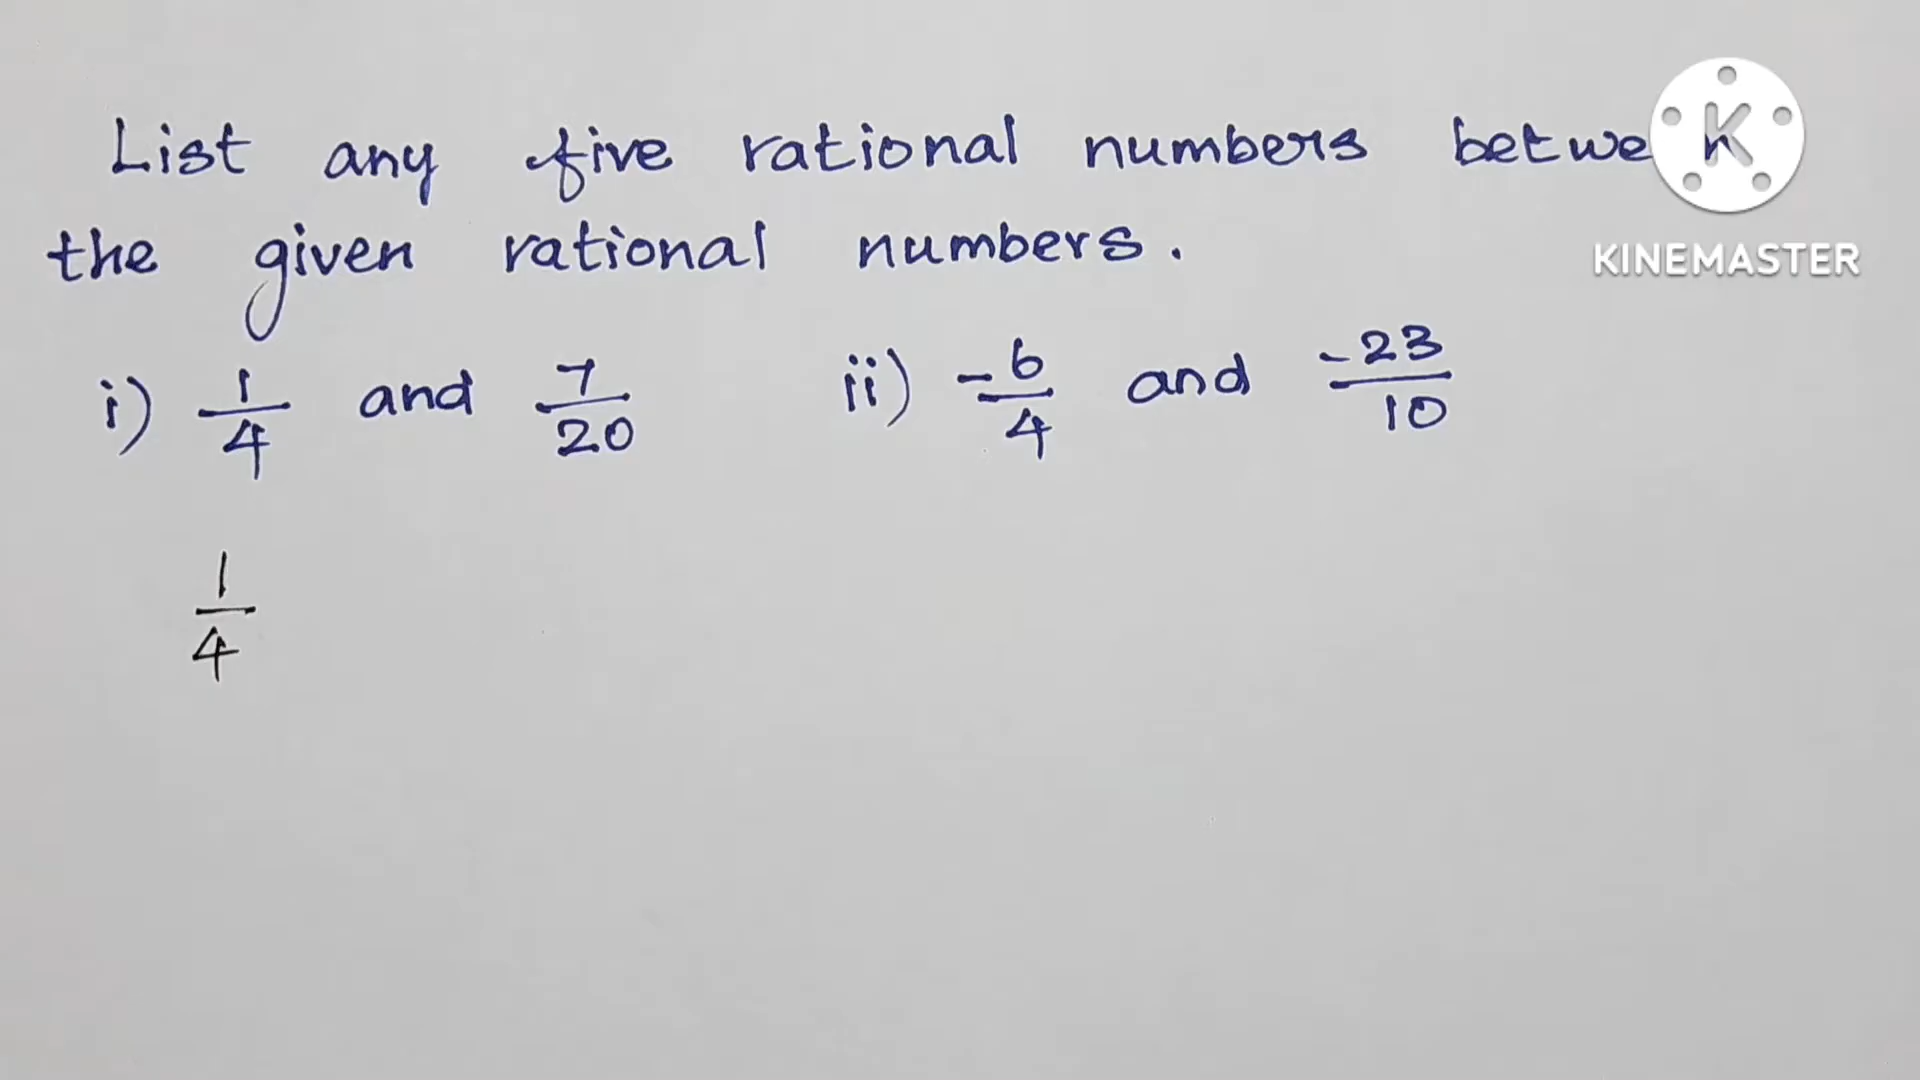 List any five rational numbers betwe n
the given rational numbers.
KINEMASTER
i) 1/4 and 7/20 ii) -6/4 and -23/10
1/4